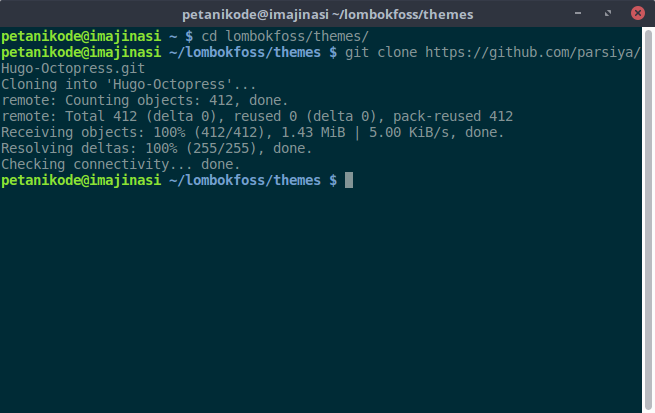 petanikode@imajinasi ~/lombokfoss/themes
petanikode@imajinasi ~ $ cd lombokfoss/themes/
petanikode@imajinasi ~/lombokfoss/themes $ git clone https://github.com/parsiya/
Hugo-Octopress.git
Cloning into 'Hugo-Octopress'...
remote: Counting objects: 412, done.
remote: Total 412 (delta 0), reused 0 (delta 0), pack-reused 412
Receiving objects: 100% (412/412), 1.43 MiB | 5.00 KiB/s, done.
Resolving deltas: 100% (255/255), done.
Checking connectivity... done.
petanikode@imajinasi ~/lombokfoss/themes $